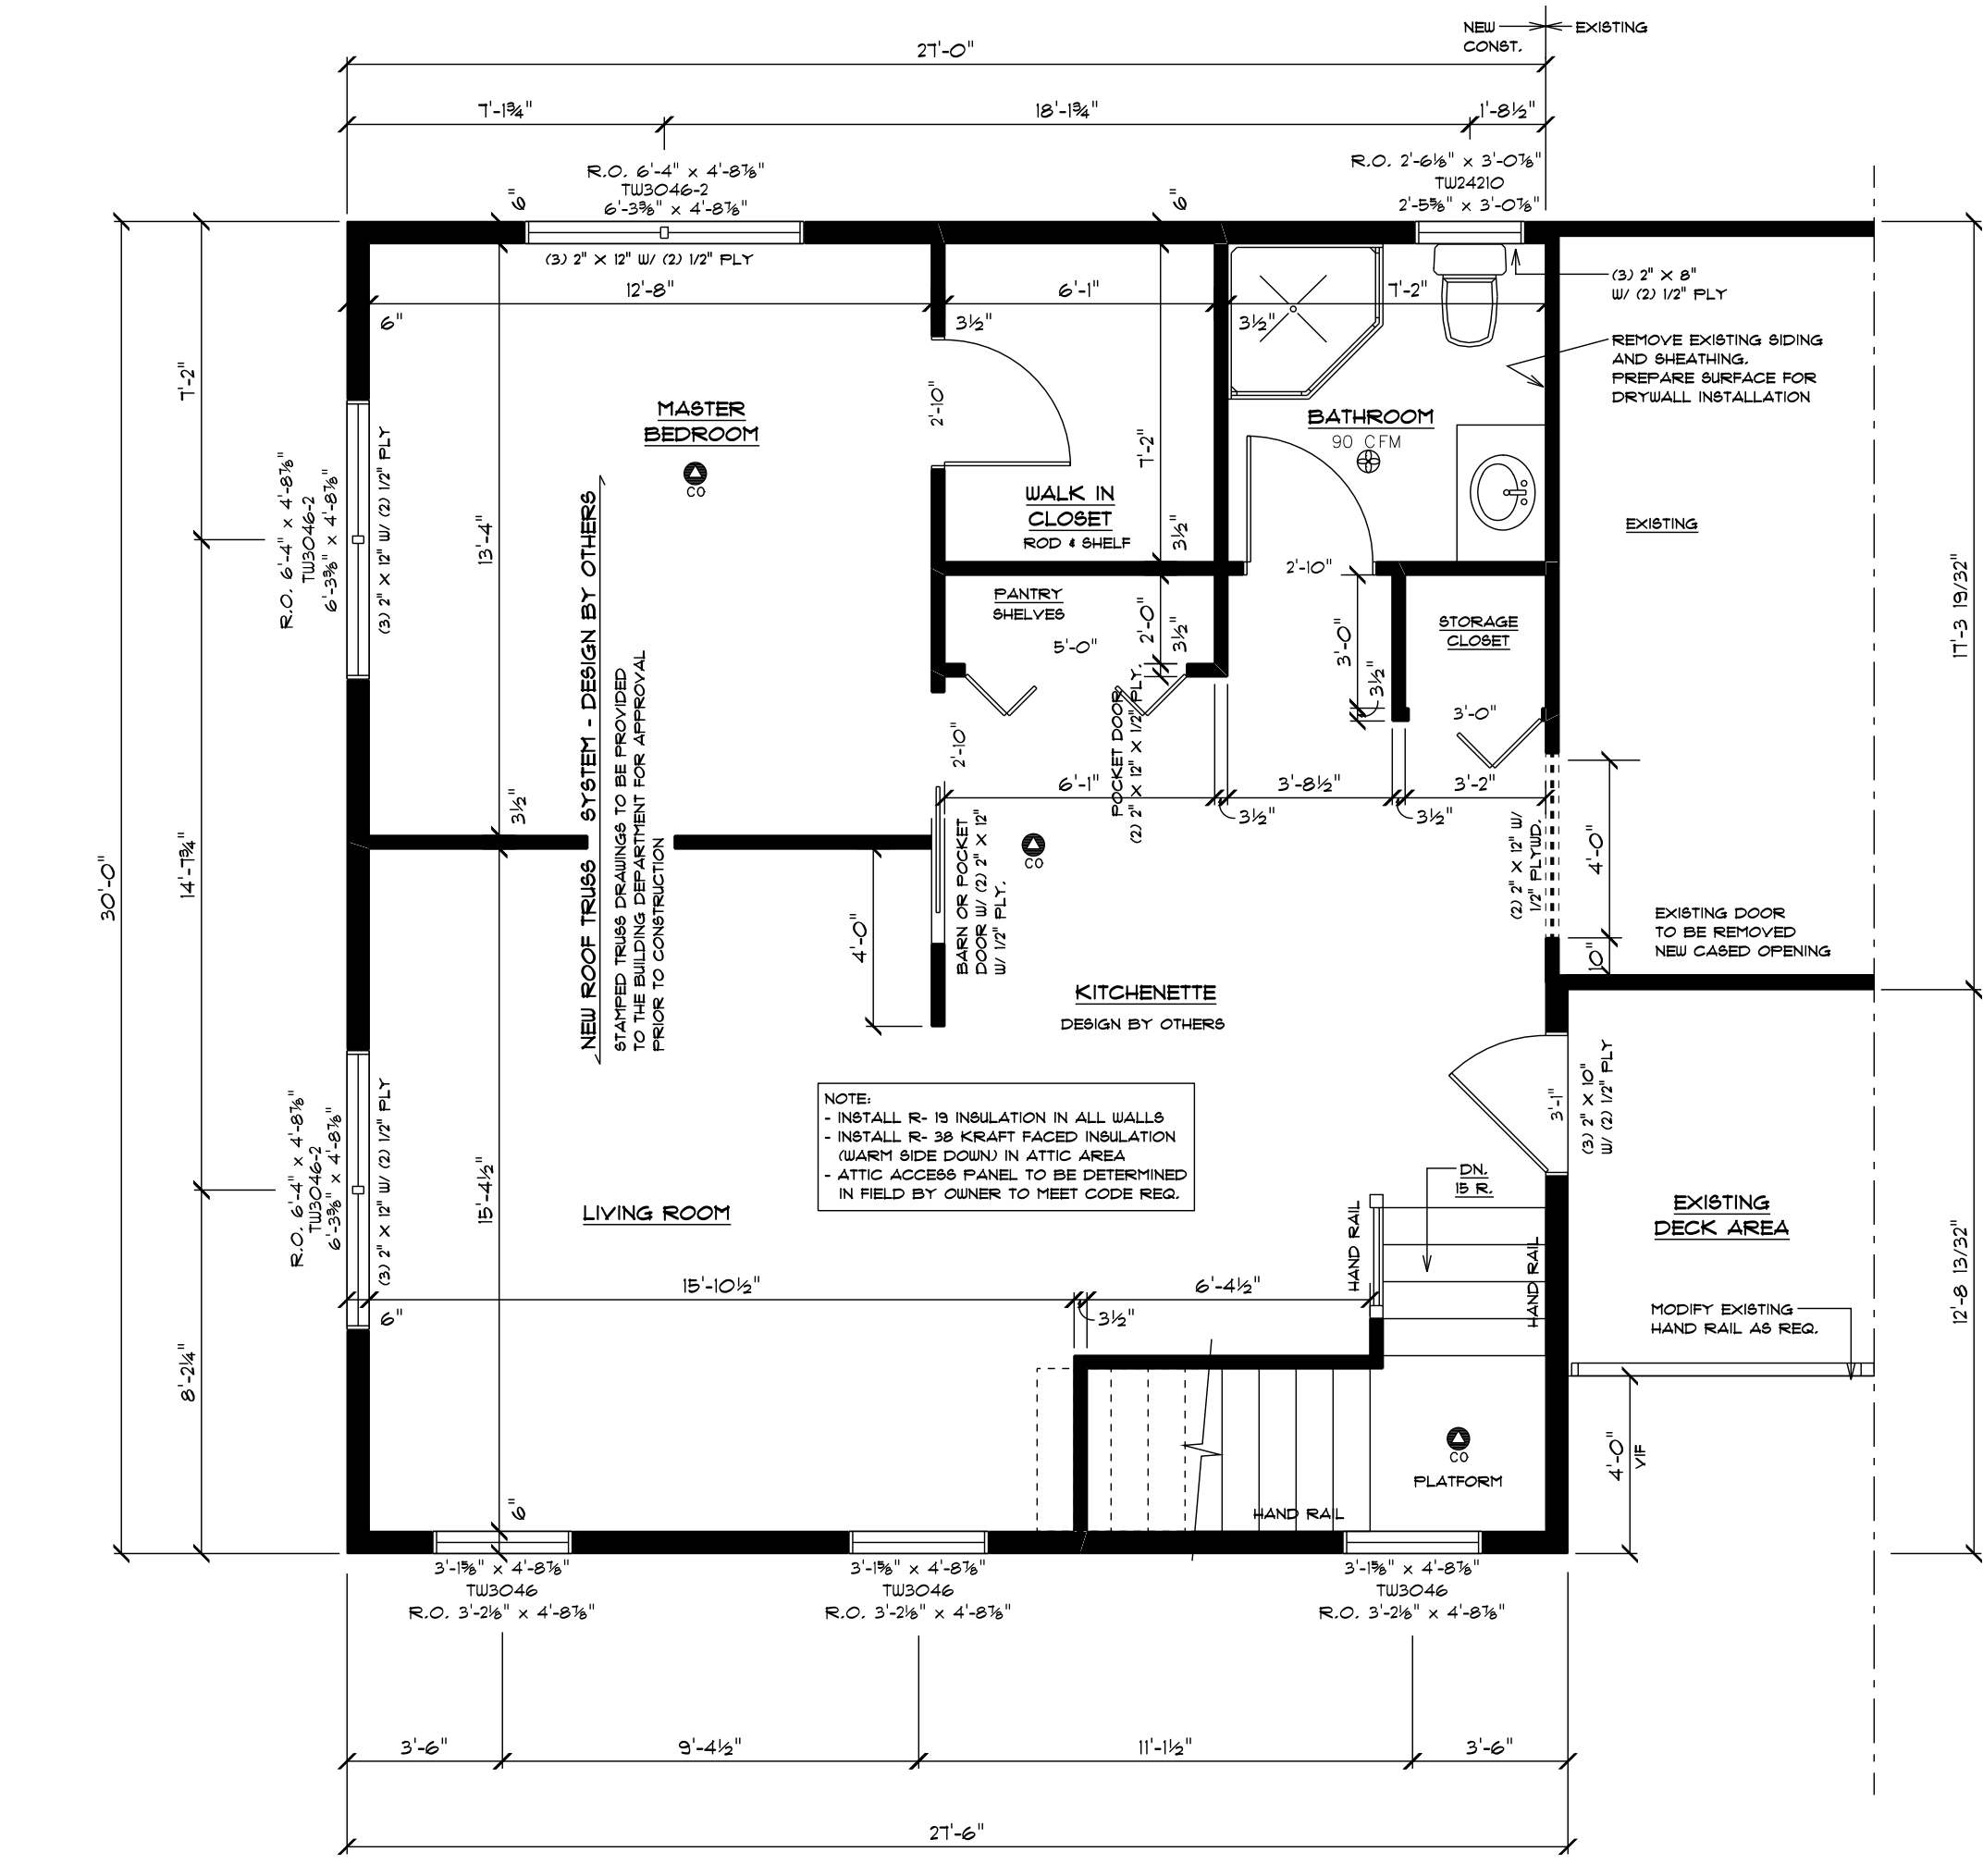 NEW
CONST.
EXISTING
27'-0"
7'-1¾"
18'-1¾"
1'-8½"
R.O. 6'-4" x 4'-8⅞"
TW3046-2
6'-3⅝" x 4'-8⅞"
R.O. 2'-6⅛" x 3'-0⅞"
TW24210
2'-5⅝" x 3'-0⅞"
6"
6"
(3) 2" X 12" W/ (2) 1/2" PLY
12'-8"
6'-1"
7'-2"
6"
3½"
3½"
(3) 2" X 8"
W/ (2) 1/2" PLY
REMOVE EXISTING SIDING
AND SHEATHING.
PREPARE SURFACE FOR
DRYWALL INSTALLATION
7'-2"
MASTER
BEDROOM
CO
2'-10"
7'-2"
BATHROOM
90 CFM
WALK IN
CLOSET
ROD & SHELF
3½"
EXISTING
R.O. 6'-4" x 4'-8⅞"
TW3046-2
6'-3⅝" x 4'-8⅞"
(3) 2" X 12" W/ (2) 1/2" PLY
13'-4"
NEW ROOF TRUSS SYSTEM - DESIGN BY OTHERS
STAMPED TRUSS DRAWINGS TO BE PROVIDED
TO THE BUILDING DEPARTMENT FOR APPROVAL
PRIOR TO CONSTRUCTION
2'-10"
PANTRY
SHELVES
5'-0"
2'-0"
3½"
3'-0"
3½"
STORAGE
CLOSET
3'-0"
17'-3 19/32"
2'-10"
POCKET DOOR
(2) 2" X 12" X 1/2" PLY.
6'-1"
3'-8½"
3'-2"
3½"
3½"
3½"
30'-0"
14'-7¾"
CO
BARN OR POCKET
DOOR W/ (2) 2" X 12"
W/ 1/2" PLY.
4'-0"
(2) 2" X 12" W/
1/2" PLYWD.
4'-0"
10"
EXISTING DOOR
TO BE REMOVED
NEW CASED OPENING
KITCHENETTE
DESIGN BY OTHERS
NOTE:
- INSTALL R- 19 INSULATION IN ALL WALLS
- INSTALL R- 38 KRAFT FACED INSULATION
(WARM SIDE DOWN) IN ATTIC AREA
- ATTIC ACCESS PANEL TO BE DETERMINED
IN FIELD BY OWNER TO MEET CODE REQ.
3'-1"
(3) 2" X 10"
W/ (2) 1/2" PLY
R.O. 6'-4" x 4'-8⅞"
TW3046-2
6'-3⅝" x 4'-8⅞"
(3) 2" X 12" W/ (2) 1/2" PLY
15'-4½"
LIVING ROOM
DN.
15 R.
HAND RAIL
HAND RAIL
EXISTING
DECK AREA
12'-8 13/32"
15'-10½"
6'-4½"
6"
3½"
MODIFY EXISTING
HAND RAIL AS REQ.
8'-2¼"
4'-0"
VIF
CO
PLATFORM
HAND RAIL
6"
3'-1⅝" x 4'-8⅞"
TW3046
R.O. 3'-2⅛" x 4'-8⅞"
3'-1⅝" x 4'-8⅞"
TW3046
R.O. 3'-2⅛" x 4'-8⅞"
3'-1⅝" x 4'-8⅞"
TW3046
R.O. 3'-2⅛" x 4'-8⅞"
3'-6"
9'-4½"
11'-1½"
3'-6"
27'-6"